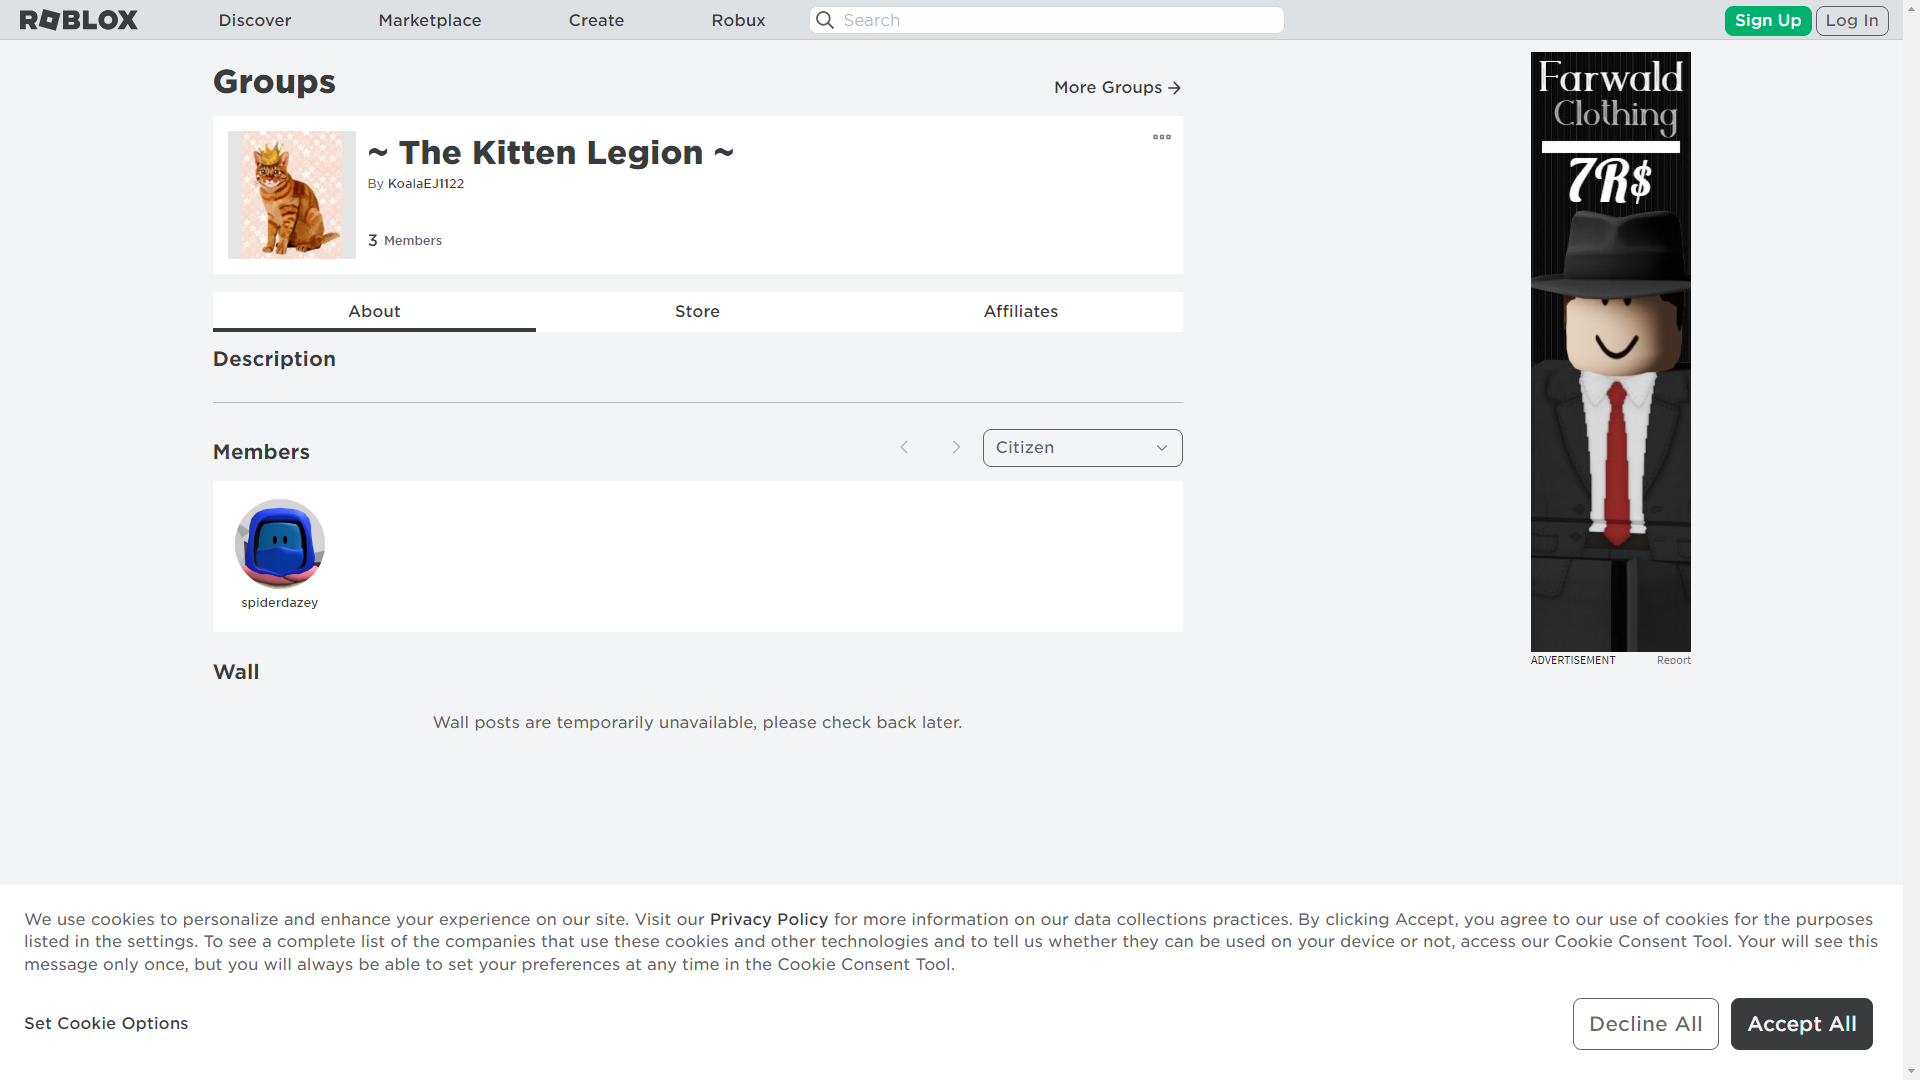 ROBLOX
Discover
Marketplace
Create
Robux
Search
Sign Up
Log In
Groups
More Groups
~ The Kitten Legion ~
By KoalaEJ1122
3 Members
About
Store
Affiliates
Description
Members
Citizen
spiderdazey
Wall
Wall posts are temporarily unavailable, please check back later.
Farwald
Clothing
7R$
ADVERTISEMENT
Report
We use cookies to personalize and enhance your experience on our site. Visit our Privacy Policy for more information on our data collections practices. By clicking Accept, you agree to our use of cookies for the purposes
listed in the settings. To see a complete list of the companies that use these cookies and other technologies and to tell us whether they can be used on your device or not, access our Cookie Consent Tool. Your will see this
message only once, but you will always be able to set your preferences at any time in the Cookie Consent Tool.
Set Cookie Options
Decline All
Accept All